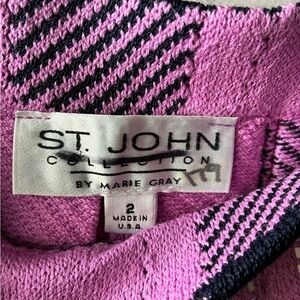 ST. JOHN
COLLECTION
BY MARIE GRAY
2
MADE IN
U.S.A.